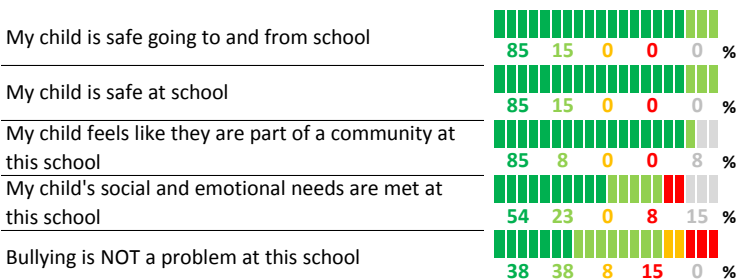 My child is safe going to and from school
85 15 0 0 0 %
My child is safe at school
85 15 0 0 0 %
My child feels like they are part of a community at
this school
85 8 0 0 8 %
My child's social and emotional needs are met at
this school
54 23 0 8 15 %
Bullying is NOT a problem at this school
38 38 8 15 0 %